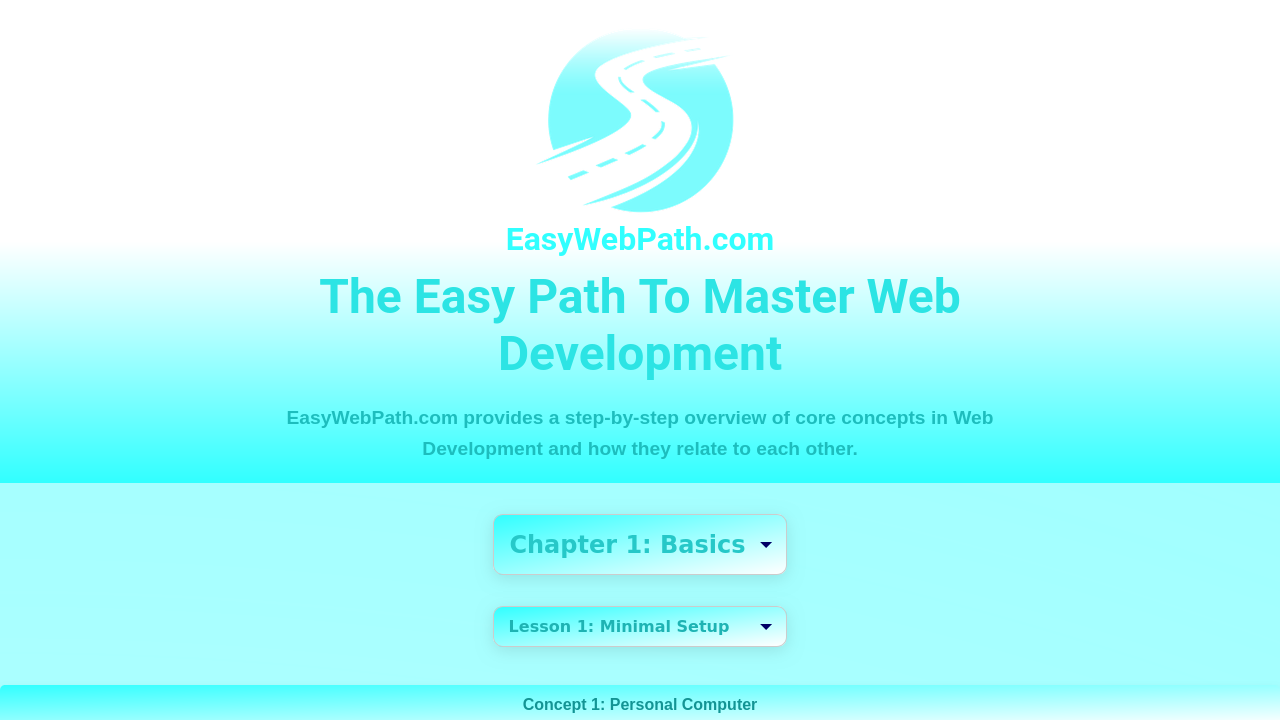 EasyWebPath.com
The Easy Path To Master Web
Development
EasyWebPath.com provides a step-by-step overview of core concepts in Web
Development and how they relate to each other.
Chapter 1: Basics
Lesson 1: Minimal Setup
Concept 1: Personal Computer